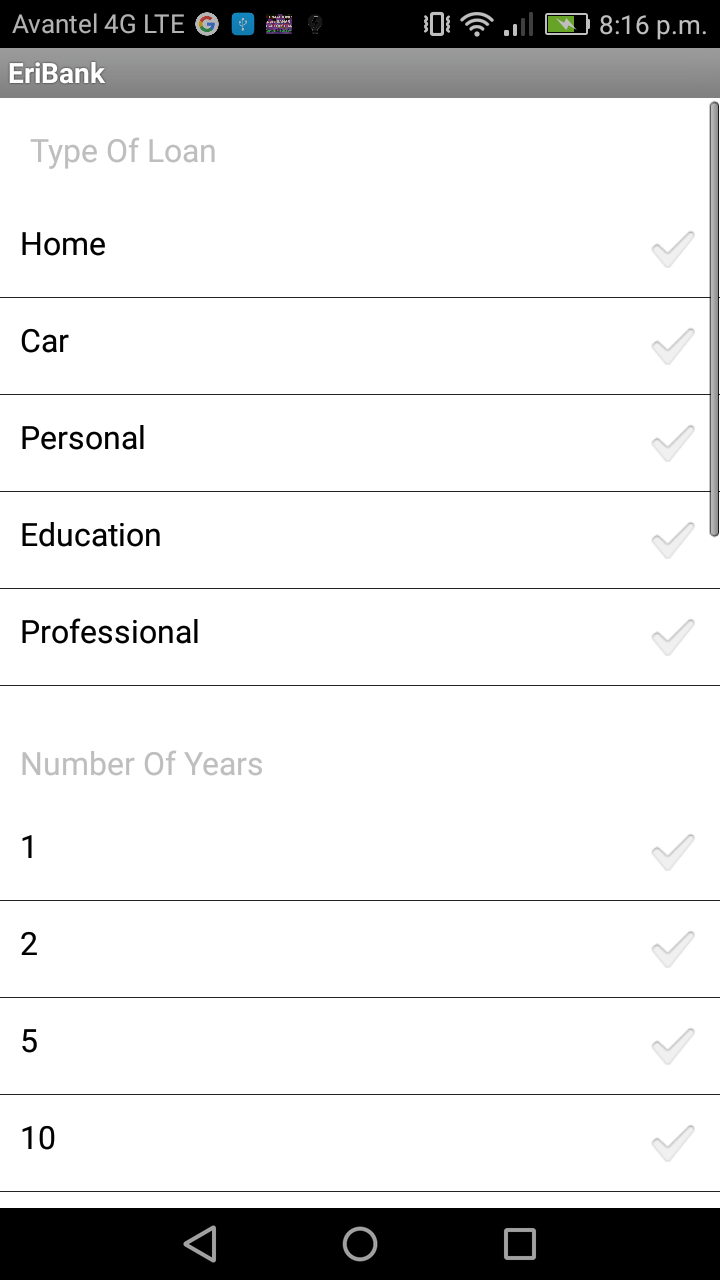 Avantel 4G LTE 8:16 p.m.
EriBank
Type Of Loan
Home
Car
Personal
Education
Professional
Number Of Years
1
2
5
10